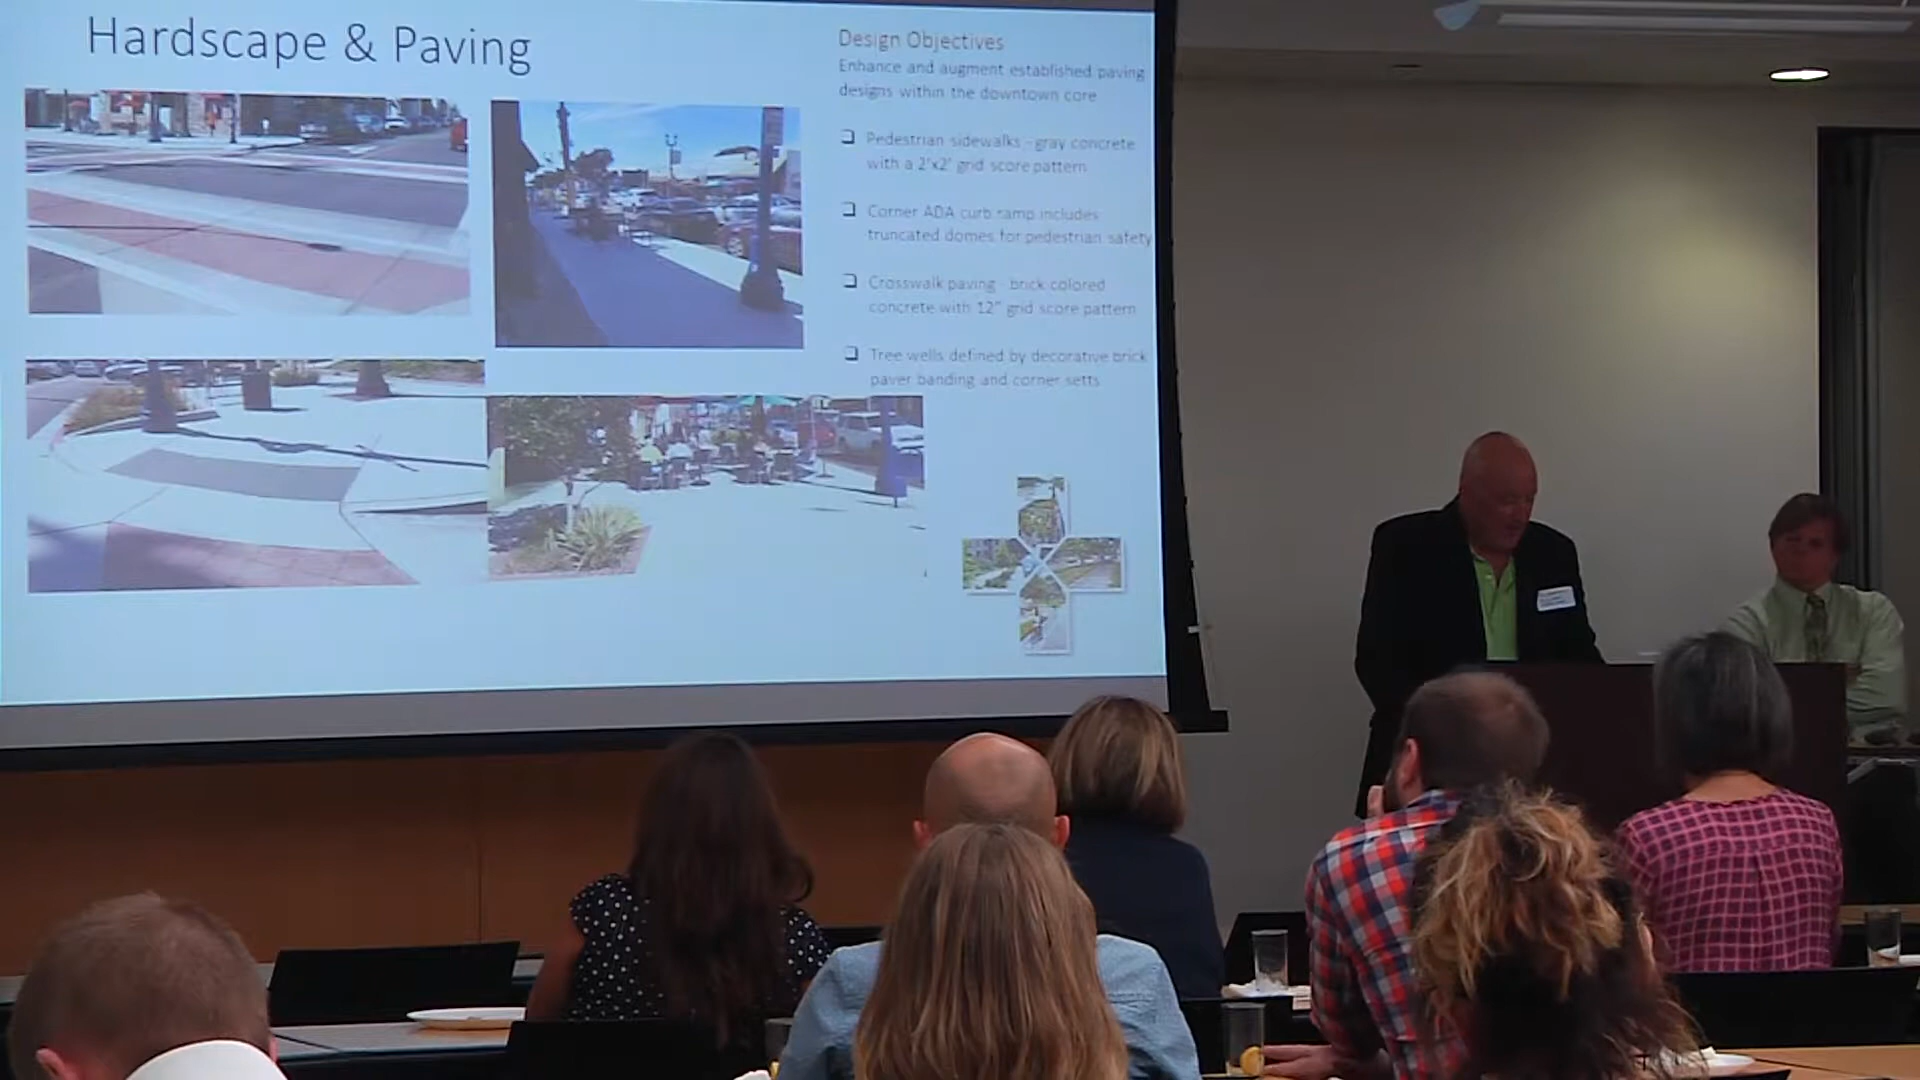 Hardscape & Paving
Design Objectives
Enhance and augment established paving
designs within the downtown core
Pedestrian sidewalks - gray concrete
with a 2'x2' grid score pattern
Corner ADA curb ramp includes
truncated domes for pedestrian safety
Crosswalk paving - brick colored
concrete with 12" grid score pattern
Tree wells defined by decorative brick
paver banding and corner setts